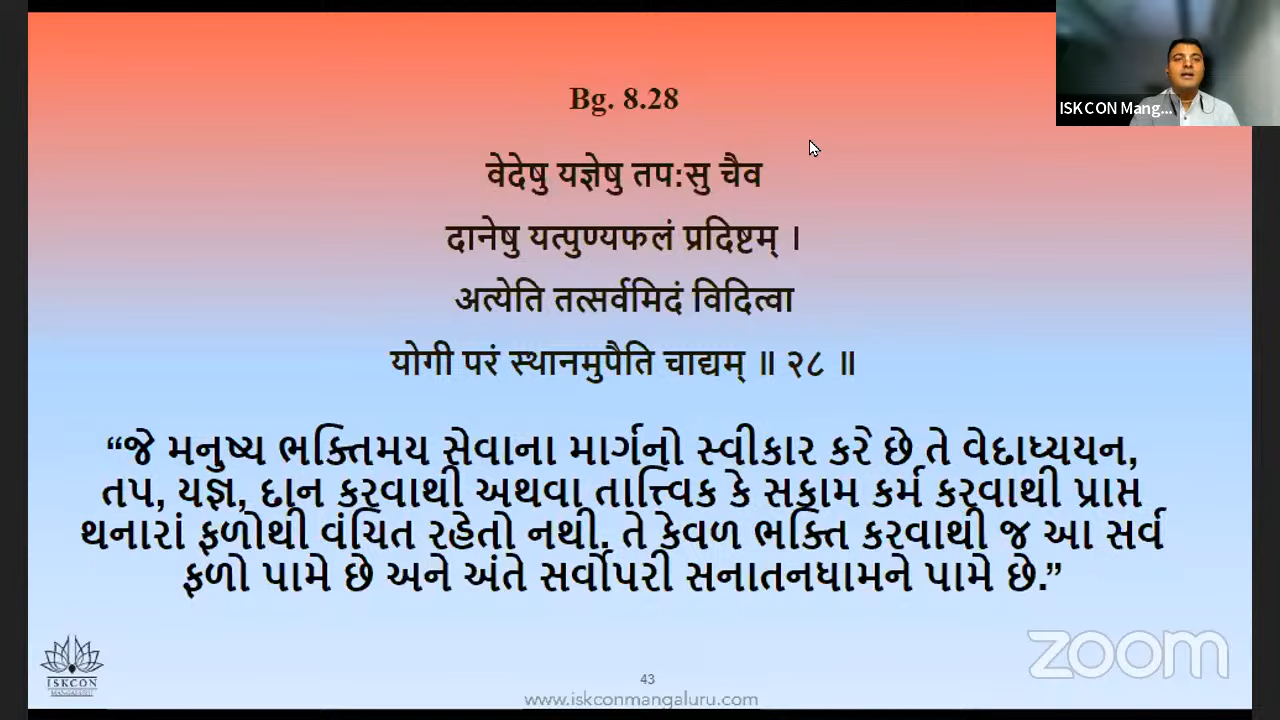 Bg. 8.28
ISKCON Mang...
वेदेषु यज्ञेषु तपःसु चैव
दानेषु यत्पुण्यफलं प्रदिष्टम् ।
अत्येति तत्सर्वमिदं विदित्वा
योगी परं स्थानमुपैति चाद्यम् ॥ २८ ॥
“જે મનુષ્ય ભક્તિમય સેવાના માર્ગનો સ્વીકાર કરે છે તે વેદાધ્યયન,
તપ, યજ્ઞ, દાન કરવાથી અથવા તાત્ત્વિક કે સકામ કર્મ કરવાથી પ્રાપ્ત
થનારાં ફળોથી વંચિત રહેતો નથી. તે કેવળ ભક્તિ કરવાથી જ આ સર્વ
ફળો પામે છે અને અંતે સર્વોપરી સનાતનધામને પામે છે.”
zoom
ISKCON
MANGALURU
43
www.iskconmangaluru.com